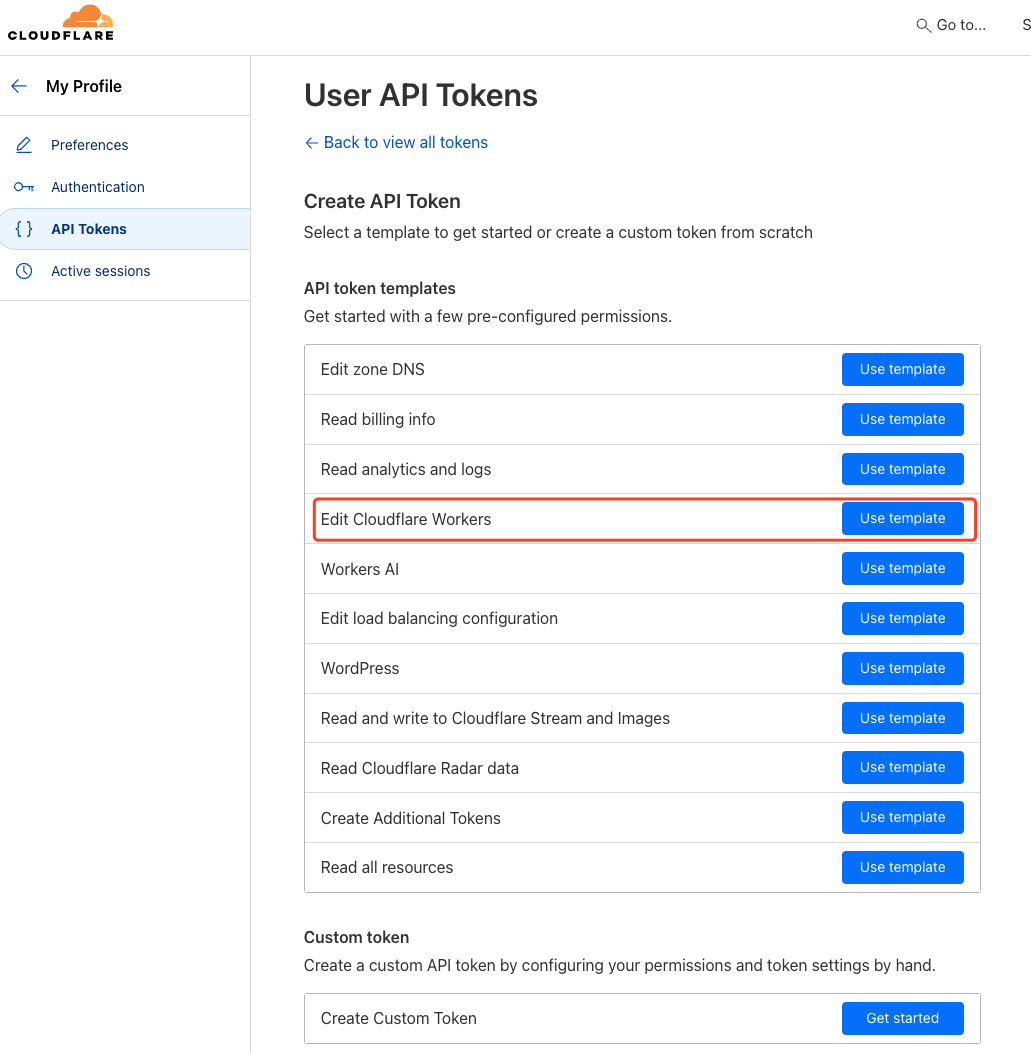 CLOUDFLARE
Go to...
S
My Profile
Preferences
Authentication
API Tokens
Active sessions
User API Tokens
Back to view all tokens
Create API Token
Select a template to get started or create a custom token from scratch
API token templates
Get started with a few pre-configured permissions.
Edit zone DNS Use template
Read billing info Use template
Read analytics and logs Use template
Edit Cloudflare Workers Use template
Workers AI Use template
Edit load balancing configuration Use template
WordPress Use template
Read and write to Cloudflare Stream and Images Use template
Read Cloudflare Radar data Use template
Create Additional Tokens Use template
Read all resources Use template
Custom token
Create a custom API token by configuring your permissions and token settings by hand.
Create Custom Token Get started